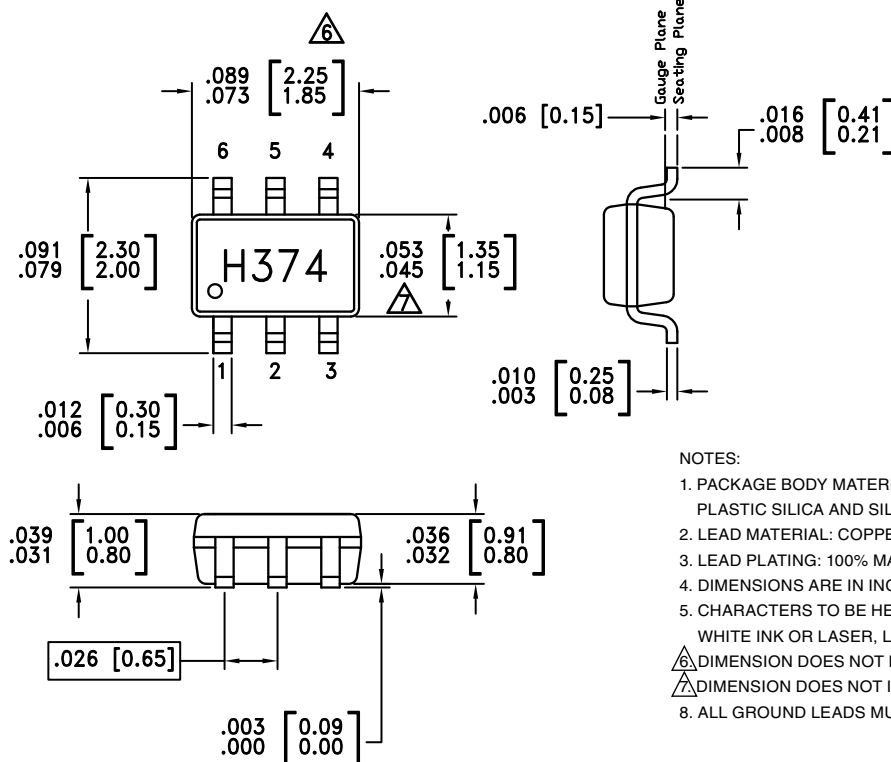 6
.089 [2.25]
.073 [1.85]
6 5 4
.091 [2.30]
.079 [2.00]
H374
.053 [1.35]
.045 [1.15]
7
1 2 3
.012 [0.30]
.006 [0.15]
Gauge Plane
Seating Plane
.006 [0.15]
.016 [0.41]
.008 [0.21]
.010 [0.25]
.003 [0.08]
.039 [1.00]
.031 [0.80]
.036 [0.91]
.032 [0.80]
.026 [0.65]
.003 [0.09]
.000 [0.00]
NOTES:
1. PACKAGE BODY MATER
PLASTIC SILICA AND SIL
2. LEAD MATERIAL: COPPE
3. LEAD PLATING: 100% MA
4. DIMENSIONS ARE IN INC
5. CHARACTERS TO BE HE
WHITE INK OR LASER, L
6. DIMENSION DOES NOT
7. DIMENSION DOES NOT I
8. ALL GROUND LEADS MU